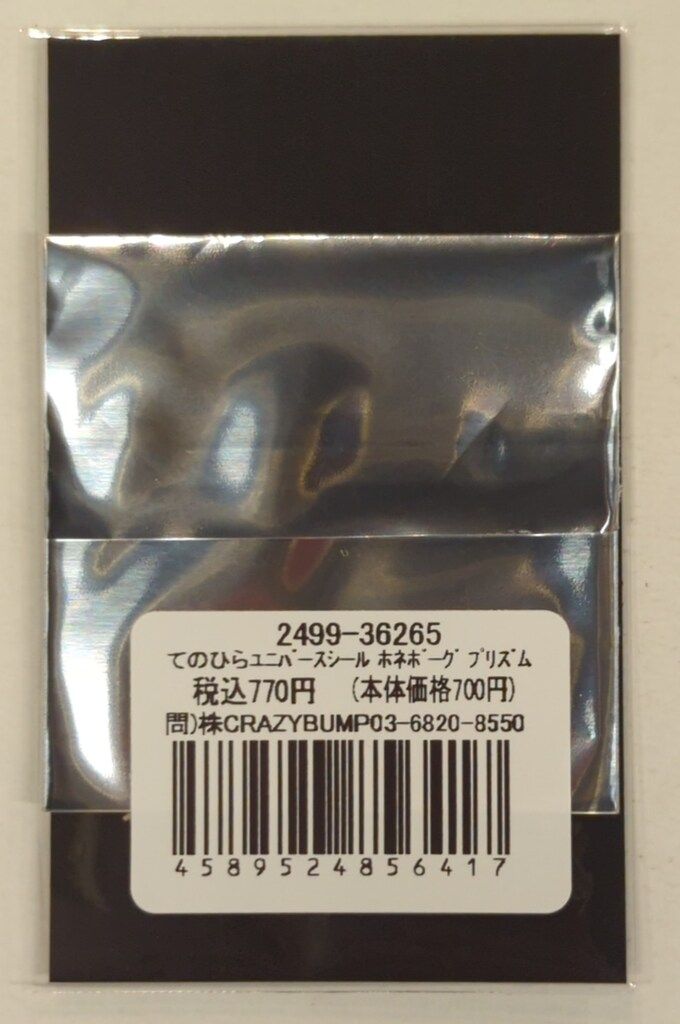 2499-36265
てのひらユニバースシール ホネボーグ プリズム
税込770円 (本体価格700円)
問)株CRAZYBUMP03-6820-8550
4589524856417